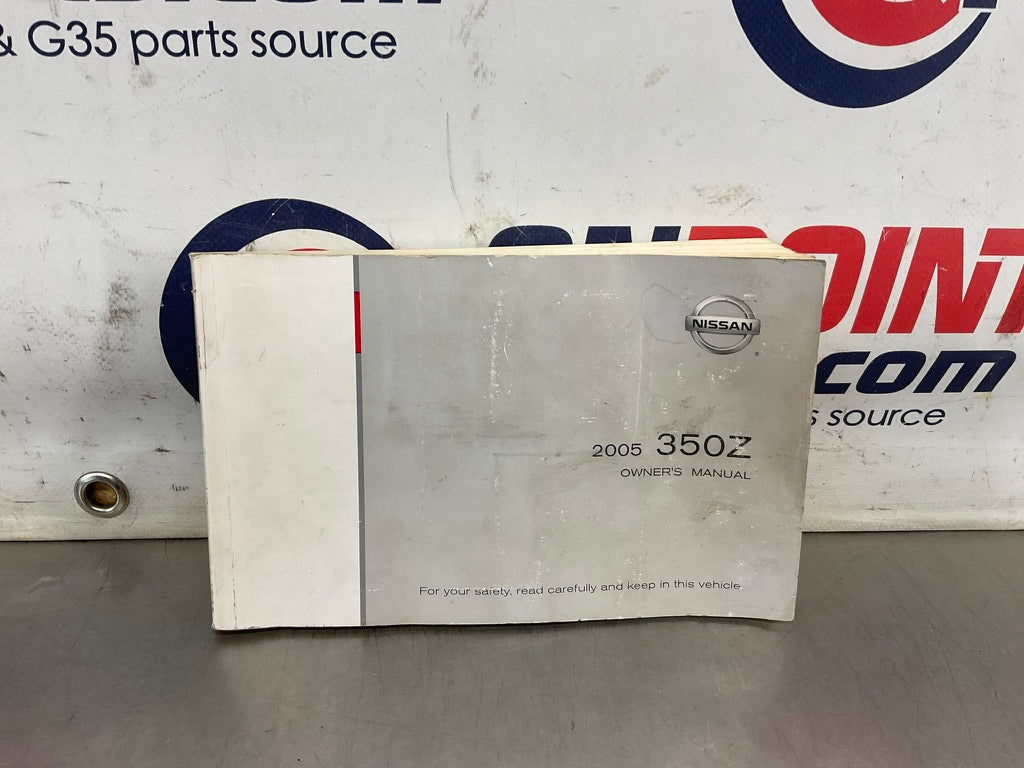 & G35 parts source
ONPOINT
.com
s source
NISSAN
2005 350Z
OWNER'S MANUAL
For your safety, read carefully and keep in this vehicle.